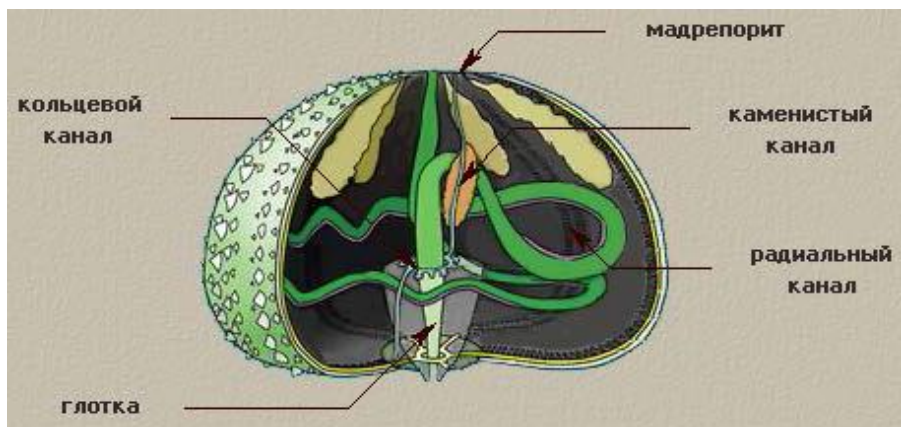 мадрепорит
кольцевой
канал
каменистый
канал
радиальный
канал
глотка